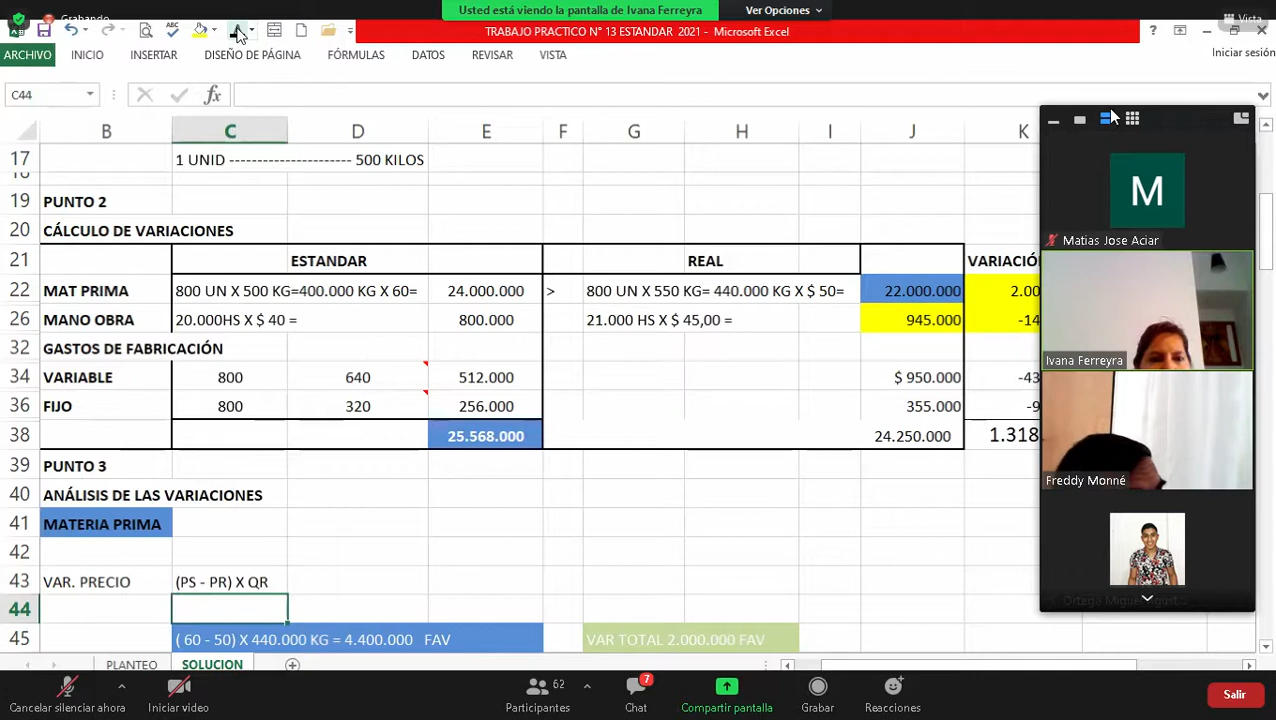 Grabando
Usted está viendo la pantalla de Ivana Ferreyra
Ver Opciones
Vista
ABC
TRABAJO PRACTICO N° 13 ESTANDAR 2021 - Microsoft Excel
?
Iniciar sesión
ARCHIVO INICIO INSERTAR DISEÑO DE PÁGINA FÓRMULAS DATOS REVISAR VISTA
C44 fx
B C D E F G H I J K
17 1 UNID ---------------------- 500 KILOS
18
19 PUNTO 2
20 CÁLCULO DE VARIACIONES
21 ESTANDAR REAL VARIACIÓN
22 MAT PRIMA 800 UN X 500 KG=400.000 KG X 60= 24.000.000 > 800 UN X 550 KG= 440.000 KG X $ 50= 22.000.000 2.00
26 MANO OBRA 20.000HS X $ 40 = 800.000 21.000 HS X $ 45,00 = 945.000 -14
32 GASTOS DE FABRICACIÓN
34 VARIABLE 800 640 512.000 $ 950.000 -43
36 FIJO 800 320 256.000 355.000 -9
38 25.568.000 24.250.000 1.318
39 PUNTO 3
40 ANÁLISIS DE LAS VARIACIONES
41 MATERIA PRIMA
42
43 VAR. PRECIO (PS - PR) X QR
44
45 ( 60 - 50) X 440.000 KG = 4.400.000 FAV VAR TOTAL 2.000.000 FAV
M
Matias Jose Aciar
Ivana Ferreyra
Freddy Monné
Ortega Miguel
PLANTEO SOLUCION
Cancelar silenciar ahora
Iniciar video
62
Participantes
7
Chat
Compartir pantalla
Grabar
Reacciones
Salir